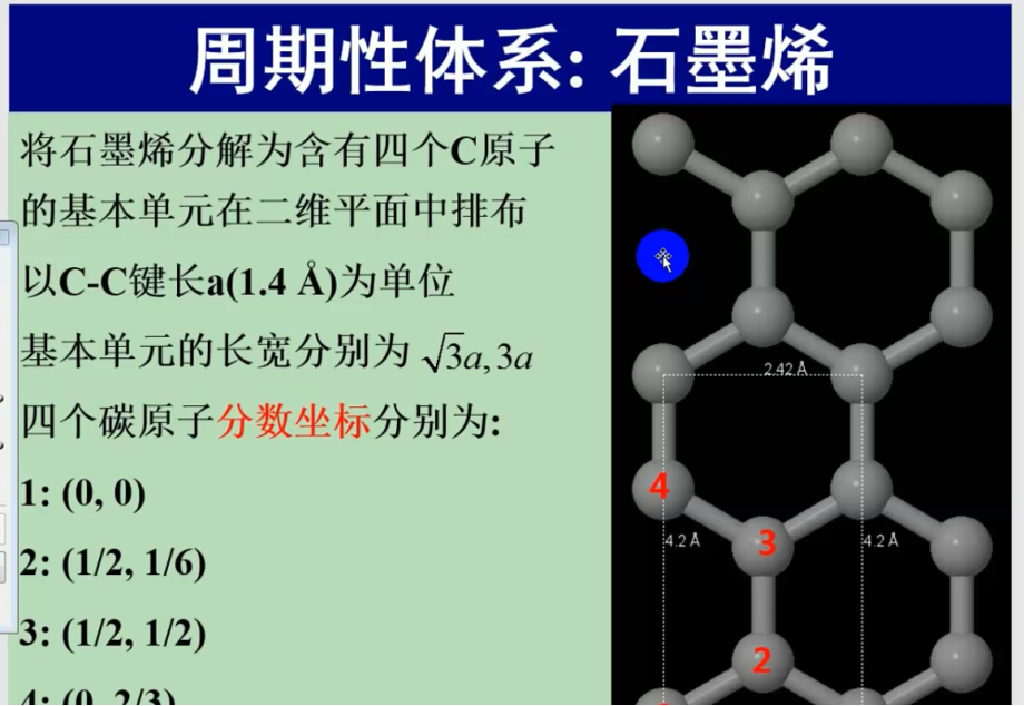 周期性体系: 石墨烯
将石墨烯分解为含有四个C原子
的基本单元在二维平面中排布
以C-C键长a(1.4 Å)为单位
基本单元的长宽分别为 √3a, 3a
四个碳原子分数坐标分别为:
1: (0, 0)
2: (1/2, 1/6)
3: (1/2, 1/2)
4: (0, 2/3)
2.42 Å
4
3
4.2 Å
4.2 Å
2